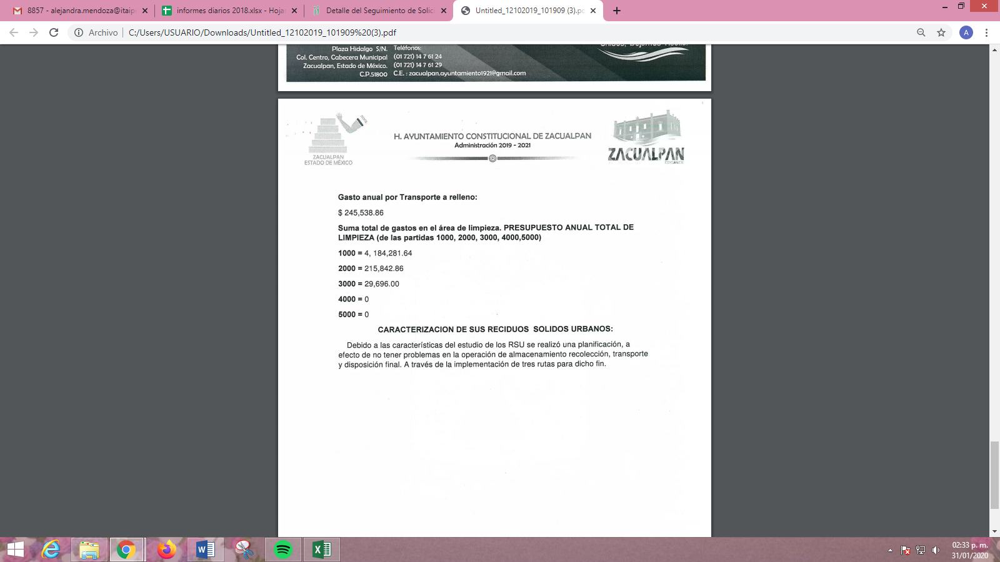 8857 - alejandra.mendoza@itaip
informes diarios 2018.xlsx - Hoja
Detalle del Seguimiento de Solici
Untitled_12102019_101909 (3).pd
Archivo
C:/Users/USUARIO/Downloads/Untitled_12102019_101909%20(3).pdf
A
Plaza Hidalgo S/N.
Col. Centro, Cabecera Municipal
Zacualpan, Estado de México.
C.P.51800
Teléfonos:
(01 721) 14 7 61 24
(01 721) 14 7 61 29
C.E. : zacualpan.ayuntamiento1921@gmail.com
ZACUALPAN
ESTADO DE MÉXICO
H. AYUNTAMIENTO CONSTITUCIONAL DE ZACUALPAN
Administración 2019 - 2021
ZACUALPAN
EDOMEX
Gasto anual por Transporte a relleno:
$ 245,538.86
Suma total de gastos en el área de limpieza. PRESUPUESTO ANUAL TOTAL DE
LIMPIEZA (de las partidas 1000, 2000, 3000, 4000,5000)
1000 = 4, 184,281.64
2000 = 215,842.86
3000 = 29,696.00
4000 = 0
5000 = 0
CARACTERIZACION DE SUS RECIDUOS SOLIDOS URBANOS:
Debido a las características del estudio de los RSU se realizó una planificación, a
efecto de no tener problemas en la operación de almacenamiento recolección, transporte
y disposición final. A través de la implementación de tres rutas para dicho fin.
02:33 p. m.
31/01/2020